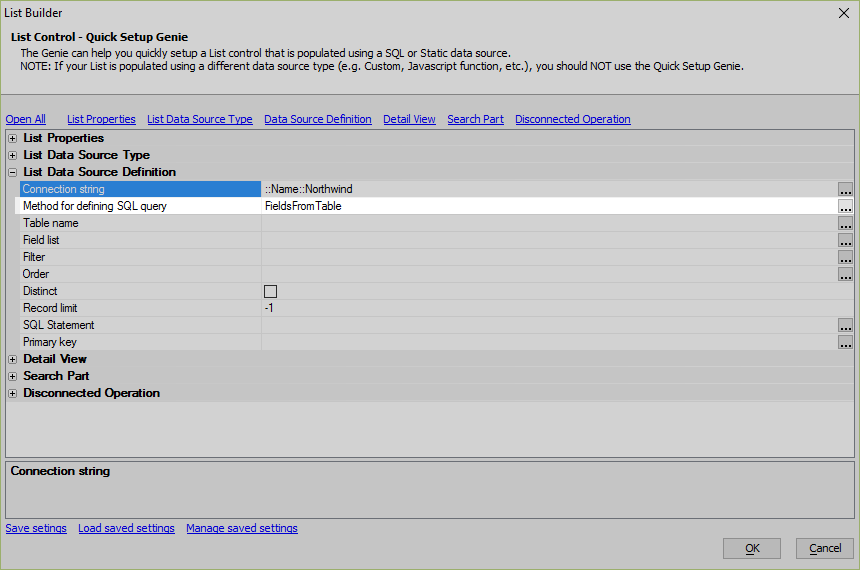 List Builder
List Control - Quick Setup Genie
The Genie can help you quickly setup a List control that is populated using a SQL or Static data source.
NOTE: If your List is populated using a different data source type (e.g. Custom, Javascript function, etc.), you should NOT use the Quick Setup Genie.
Open All List Properties List Data Source Type Data Source Definition Detail View Search Part Disconnected Operation
List Properties
List Data Source Type
List Data Source Definition
Connection string ::Name::Northwind ...
Method for defining SQL query FieldsFromTable ...
Table name ...
Field list ...
Filter ...
Order ...
Distinct
Record limit -1
SQL Statement ...
Primary key ...
Detail View
Search Part
Disconnected Operation
Connection string
Save setings Load saved settings Manage saved settings
OK Cancel